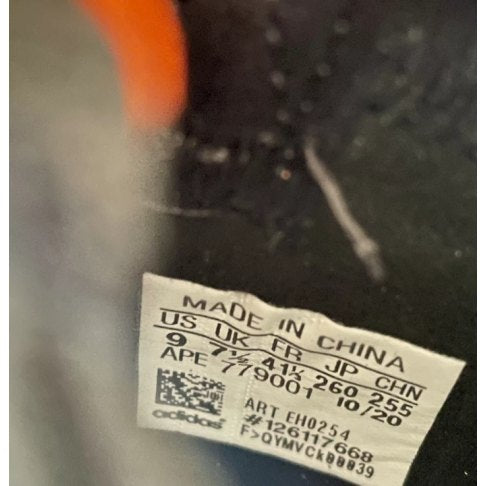 MADE IN CHINA
US UK FR JP CHN
9 7½ 41⅓ 260 255
APE 779001 10/20
ART EH0254
#126117668
adidas